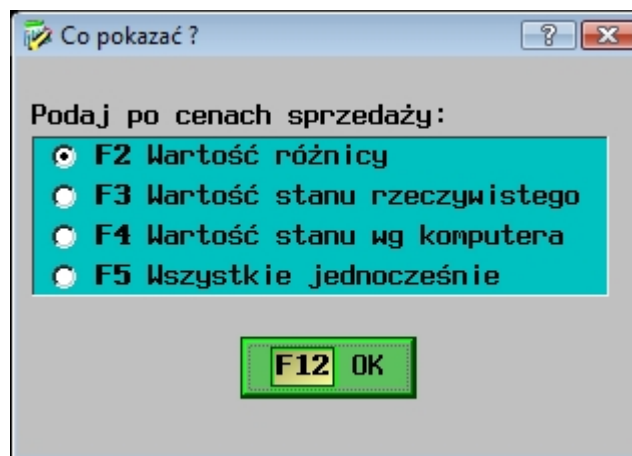 Co pokazać ?
Podaj po cenach sprzedaży:
F2 Wartość różnicy
F3 Wartość stanu rzeczywistego
F4 Wartość stanu wg komputera
F5 Wszystkie jednocześnie
F12 OK